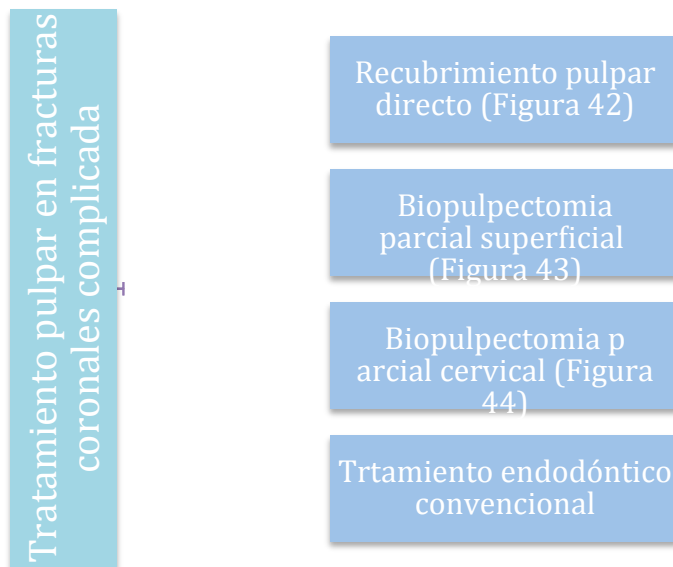 Tratamiento pulpar en fracturas
coronales complicada
Recubrimiento pulpar
directo (Figura 42)
Biopulpectomia
parcial superficial
(Figura 43)
Biopulpectomia p
arcial cervical (Figura
44)
Trtamiento endodóntico
convencional